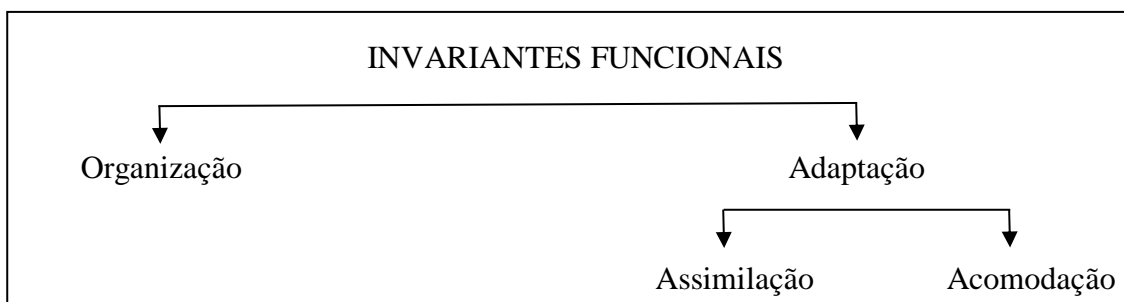 INVARIANTES FUNCIONAIS
Organização Adaptação
Assimilação Acomodação